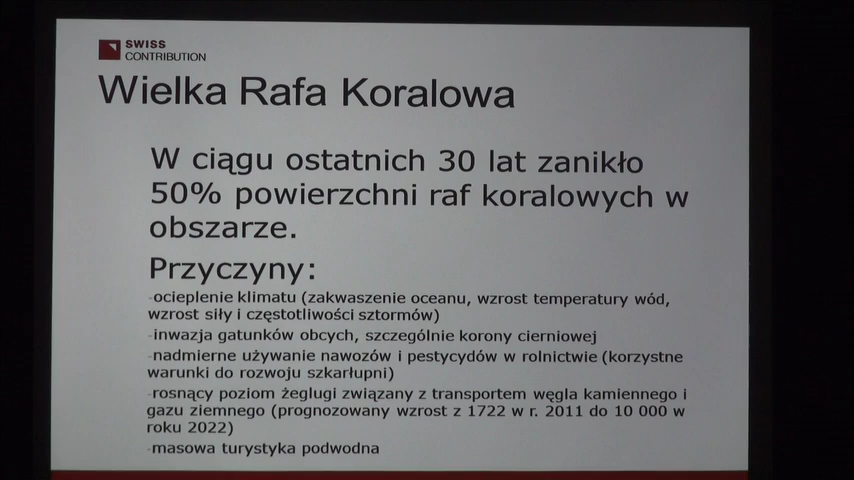 SWISS
CONTRIBUTION
Wielka Rafa Koralowa
W ciągu ostatnich 30 lat zanikło
50% powierzchni raf koralowych w
obszarze.
Przyczyny:
-ocieplenie klimatu (zakwaszenie oceanu, wzrost temperatury wód,
wzrost siły i częstotliwości sztormów)
-inwazja gatunków obcych, szczególnie korony cierniowej
-nadmierne używanie nawozów i pestycydów w rolnictwie (korzystne
warunki do rozwoju szkarłupni)
-rosnący poziom żeglugi związany z transportem węgla kamiennego i
gazu ziemnego (prognozowany wzrost z 1722 w r. 2011 do 10 000 w
roku 2022)
-masowa turystyka podwodna